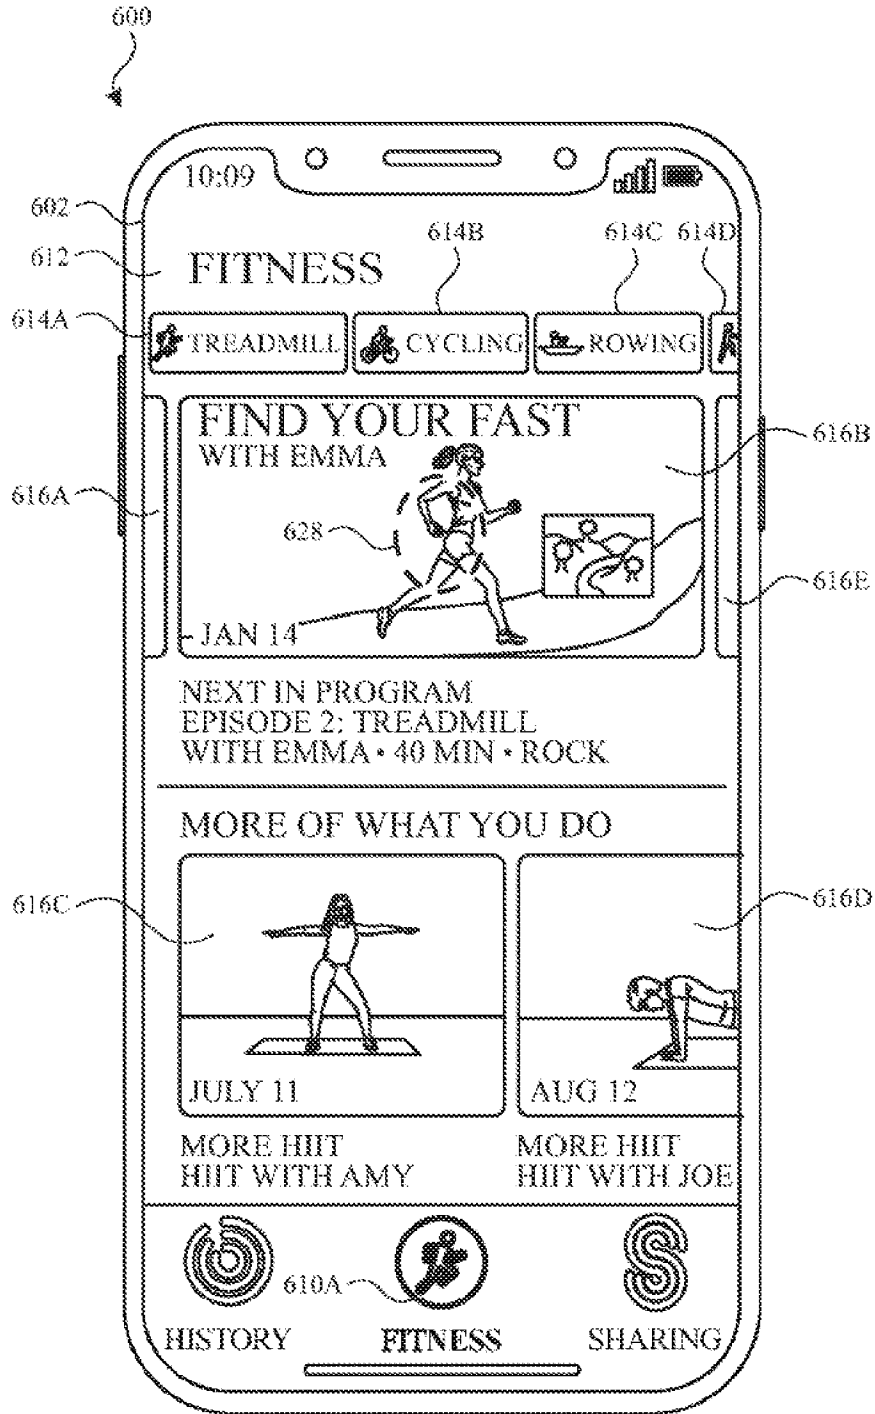 600
10:09
602
612
FITNESS
614B
614C
614D
614A
TREADMILL
CYCLING
ROWING
FIND YOUR FAST
WITH EMMA
616B
616A
628
616E
JAN 14
NEXT IN PROGRAM
EPISODE 2: TREADMILL
WITH EMMA • 40 MIN • ROCK
MORE OF WHAT YOU DO
616C
616D
JULY 11
AUG 12
MORE HIIT
HIIT WITH AMY
MORE HIIT
HIIT WITH JOE
610A
HISTORY
FITNESS
SHARING